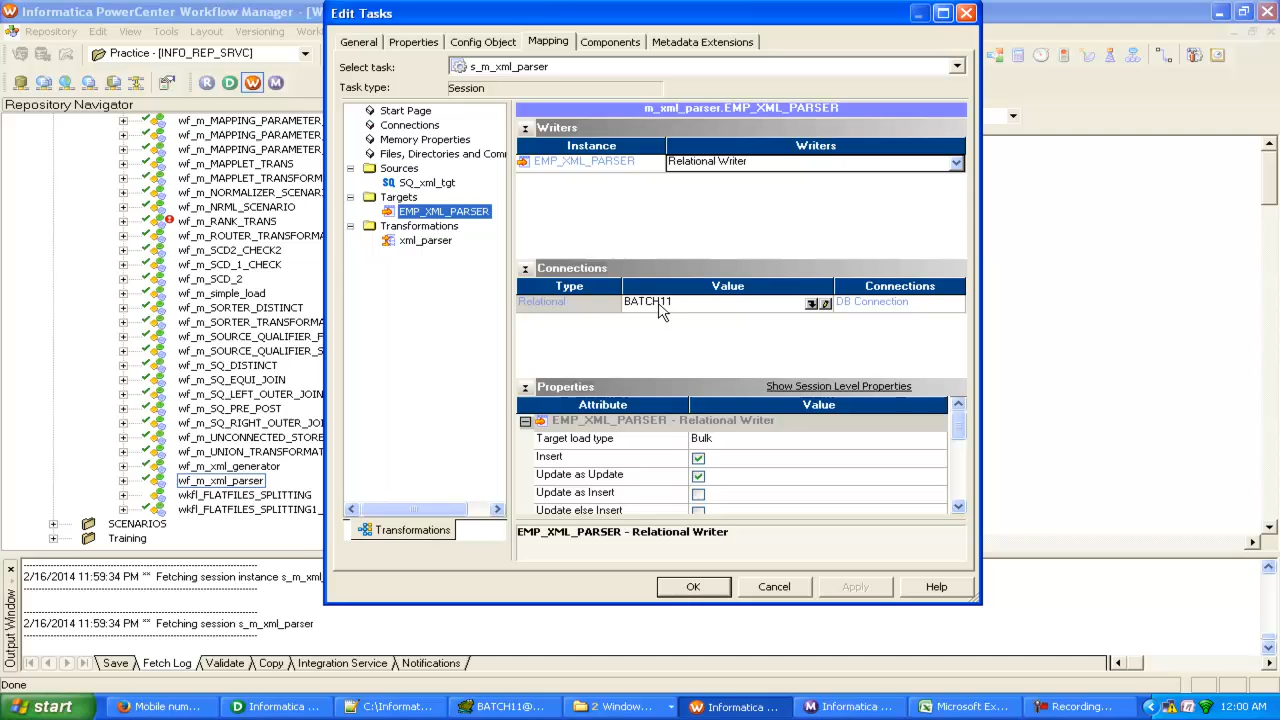 Informatica PowerCenter Workflow Manager - [W
Edit Tasks
Repository Edit View Tasks Layout Versioning
Practice - [INFO_REP_SRVC]
R D W M
Repository Navigator
wf_m_MAPPING_PARAMETER_
wf_m_MAPPING_PARAMETER_
wf_m_MAPPING_PARAMETER_
wf_m_MAPPLET_TRANS
wf_m_MAPPLET_TRANSFORM
wf_m_NORMALIZER_SCENARI
wf_m_NRML_SCENARIO
wf_m_RANK_TRANS
wf_m_ROUTER_TRANSFORMA
wf_m_SCD2_CHECK2
wf_m_SCD_1_CHECK
wf_m_SCD_2
wf_m_simple_load
wf_m_SORTER_DISTINCT
wf_m_SORTER_TRANSFORMA
wf_m_SOURCE_QUALIFIER_F
wf_m_SOURCE_QUALIFIER_S
wf_m_SQ_DISTINCT
wf_m_SQ_EQUI_JOIN
wf_m_SQ_LEFT_OUTER_JOIN
wf_m_SQ_PRE_POST
wf_m_SQ_RIGHT_OUTER_JOI
wf_m_UNCONNECTED_STORE
wf_m_UNION_TRANSFORMAT
wf_m_xml_generator
wf_m_xml_parser
wkfl_FLATFILES_SPLITTING
wkfl_FLATFILES_SPLITTING1_
SCENARIOS
Training
General Properties Config Object Mapping Components Metadata Extensions
Select task: s_m_xml_parser
Task type: Session
Start Page
Connections
Memory Properties
Files, Directories and Com
Sources
SQ SQ_xml_tgt
Targets
EMP_XML_PARSER
Transformations
xml_parser
Transformations
m_xml_parser.EMP_XML_PARSER
Writers
Instance Writers
EMP_XML_PARSER Relational Writer
Connections
Type Value Connections
Relational BATCH11 DB Connection
Properties Show Session Level Properties
Attribute Value
EMP_XML_PARSER - Relational Writer
Target load type Bulk
Insert
Update as Update
Update as Insert
Update else Insert
EMP_XML_PARSER - Relational Writer
OK Cancel Apply Help
2/16/2014 11:59:34 PM ** Fetching session instance s_m_xml
2/16/2014 11:59:34 PM ** Fetching session s_m_xml_parser
Output Window
Save Fetch Log Validate Copy Integration Service Notifications
Done
start Mobile num... Informatica ... C:\Informat... BATCH11@... 2 Window... Informatica ... Informatica ... Microsoft Ex... Recording... 12:00 AM